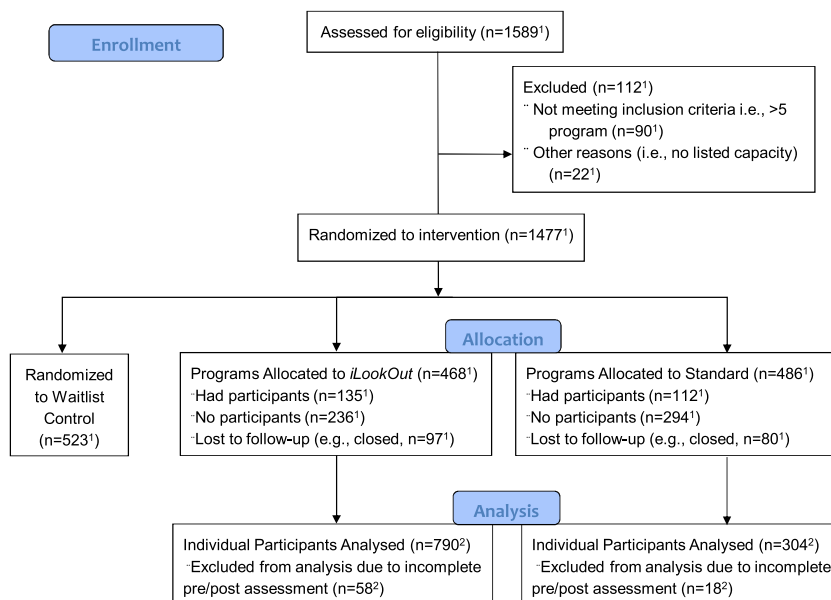 Enrollment
Assessed for eligibility (n=1589¹)
Excluded (n=112¹)
¨ Not meeting inclusion criteria i.e., >5
program (n=90¹)
¨ Other reasons (i.e., no listed capacity)
(n=22¹)
Randomized to intervention (n=1477¹)
Allocation
Randomized
to Waitlist
Control
(n=523¹)
Programs Allocated to iLookOut (n=468¹)
¨Had participants (n=135¹)
¨No participants (n=236¹)
¨Lost to follow-up (e.g., closed, n=97¹)
Programs Allocated to Standard (n=486¹)
¨Had participants (n=112¹)
¨No participants (n=294¹)
¨Lost to follow-up (e.g., closed, n=80¹)
Analysis
Individual Participants Analysed (n=790²)
¨Excluded from analysis due to incomplete
pre/post assessment (n=58²)
Individual Participants Analysed (n=304²)
¨Excluded from analysis due to incomplete
pre/post assessment (n=18²)